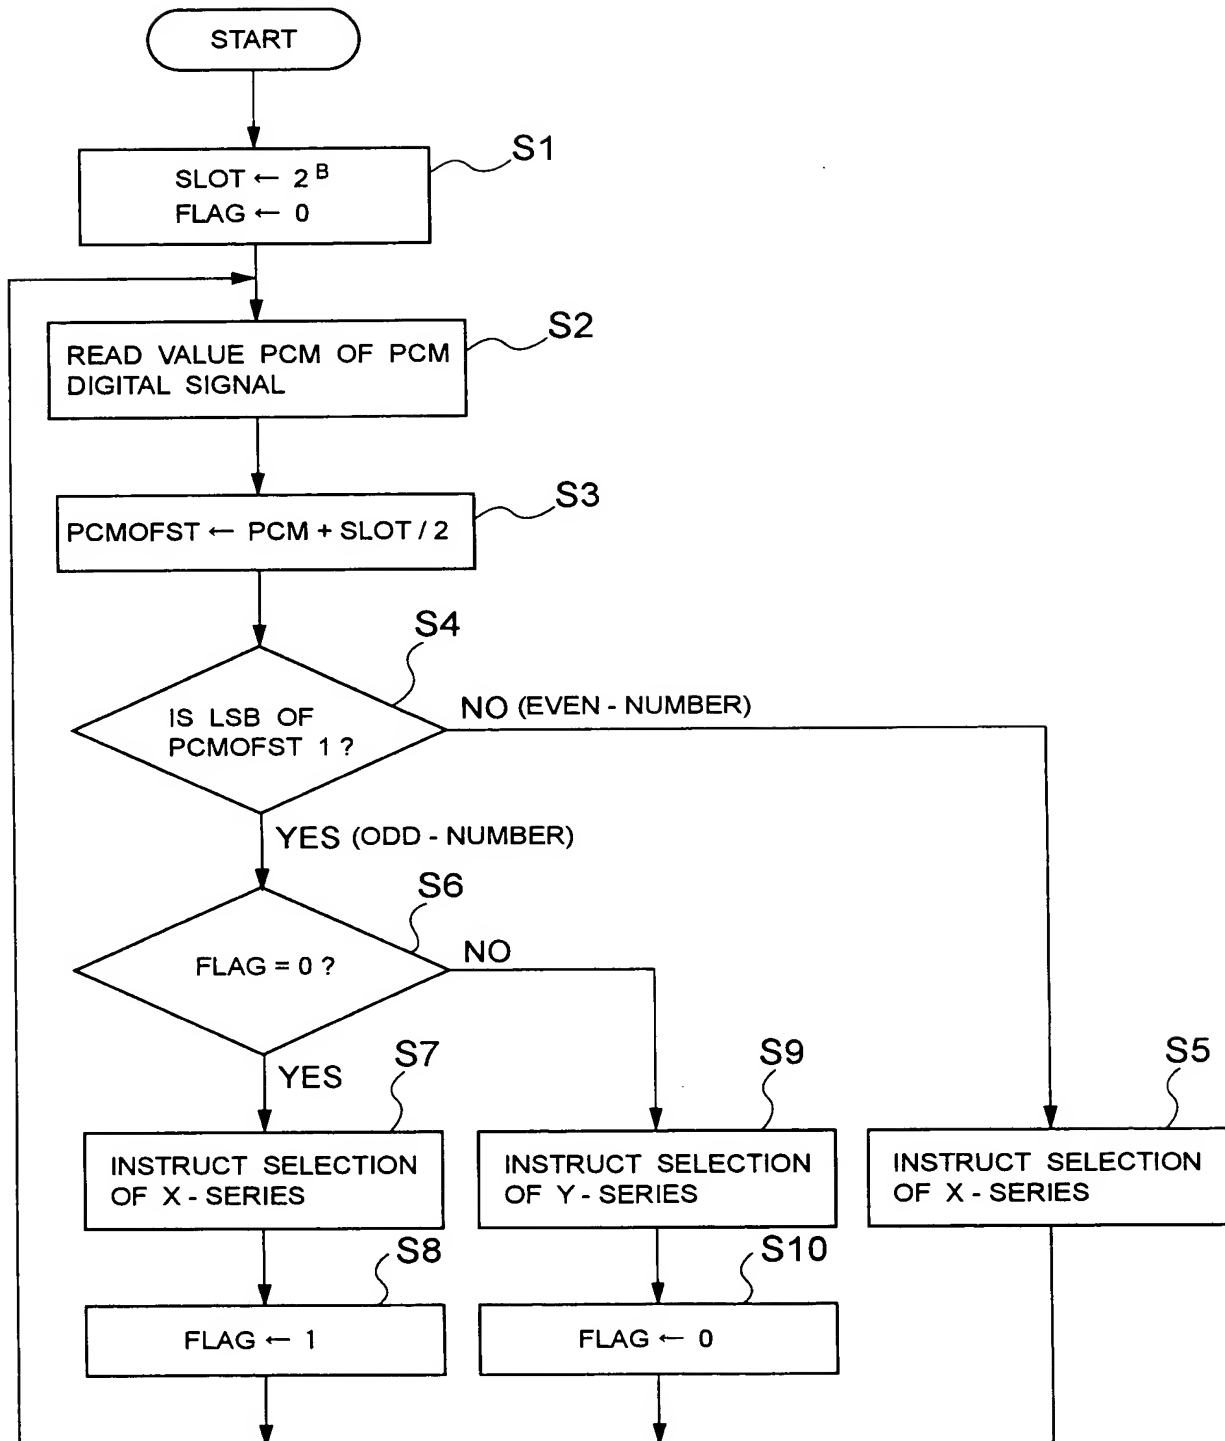 START
S1
SLOT ← 2^B
FLAG ← 0
S2
READ VALUE PCM OF PCM
DIGITAL SIGNAL
S3
PCMOFST ← PCM + SLOT / 2
S4
IS LSB OF
PCMOFST 1 ?
NO (EVEN - NUMBER)
YES (ODD - NUMBER)
S6
FLAG = 0 ?
NO
YES
S7
INSTRUCT SELECTION
OF X - SERIES
S9
INSTRUCT SELECTION
OF Y - SERIES
S5
INSTRUCT SELECTION
OF X - SERIES
S8
FLAG ← 1
S10
FLAG ← 0